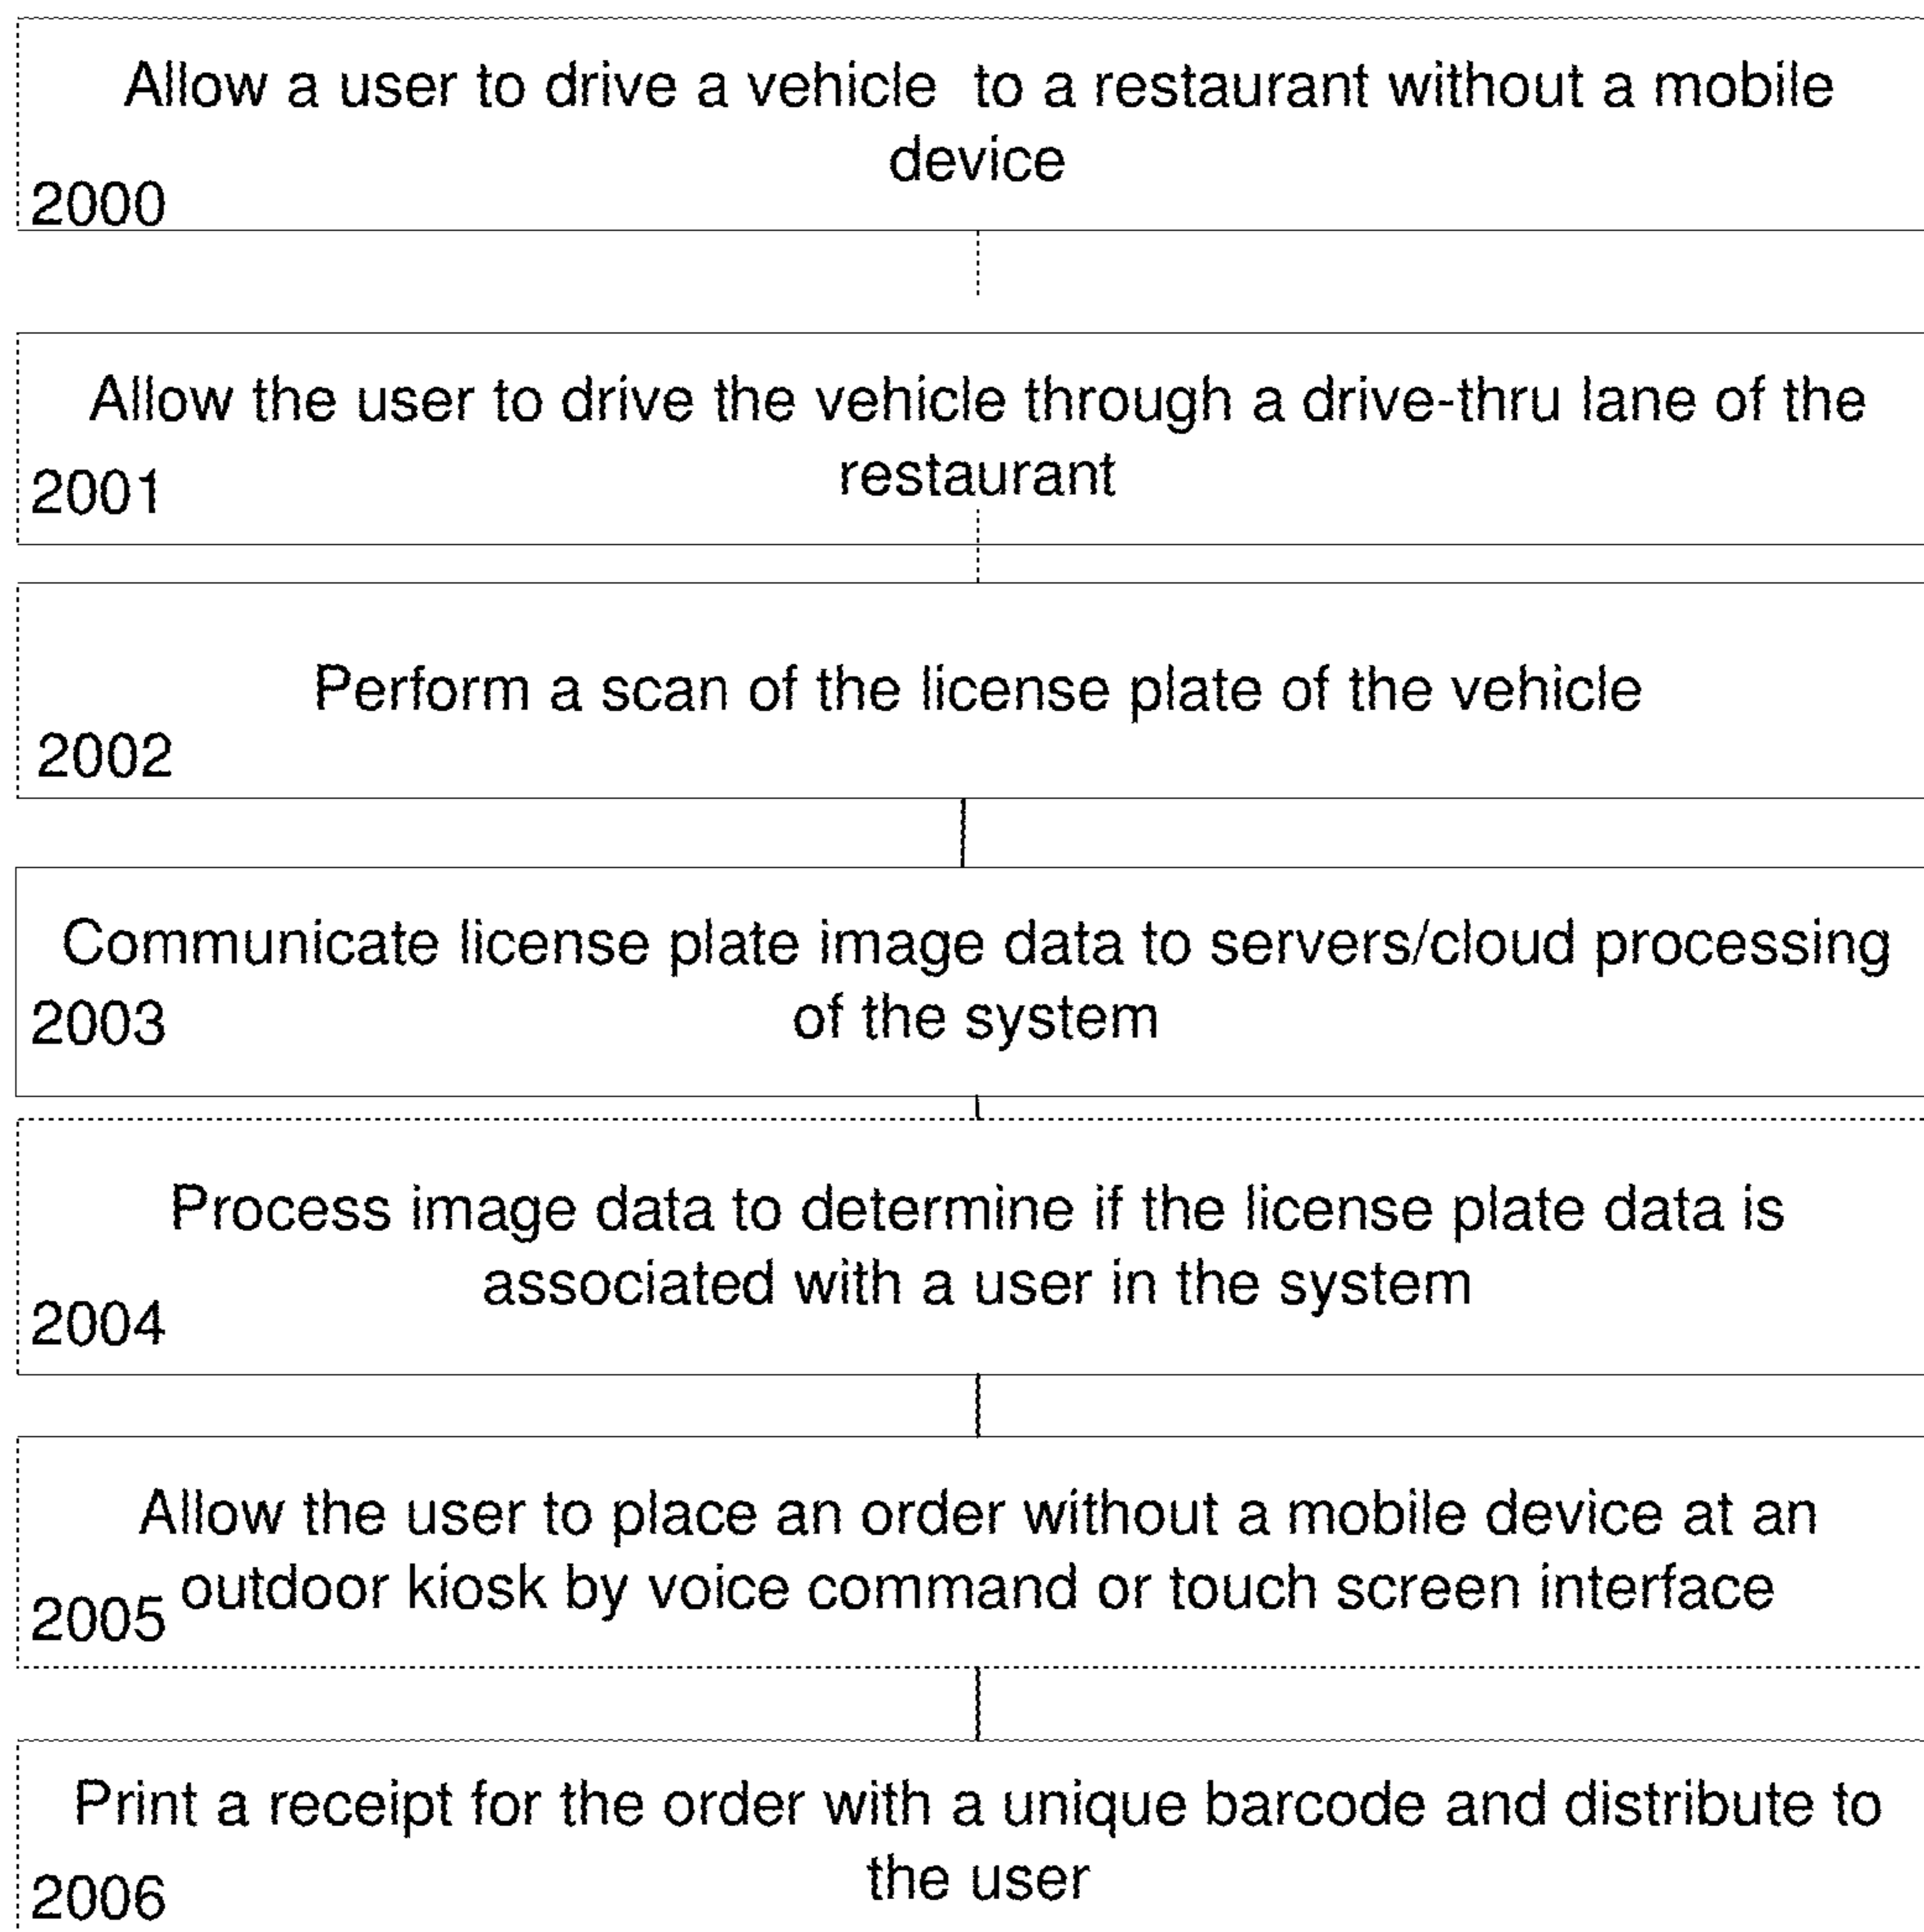 Allow a user to drive a vehicle to a restaurant without a mobile
device
2000
Allow the user to drive the vehicle through a drive-thru lane of the
restaurant
2001
Perform a scan of the license plate of the vehicle
2002
Communicate license plate image data to servers/cloud processing
of the system
2003
Process image data to determine if the license plate data is
associated with a user in the system
2004
Allow the user to place an order without a mobile device at an
outdoor kiosk by voice command or touch screen interface
2005
Print a receipt for the order with a unique barcode and distribute to
the user
2006